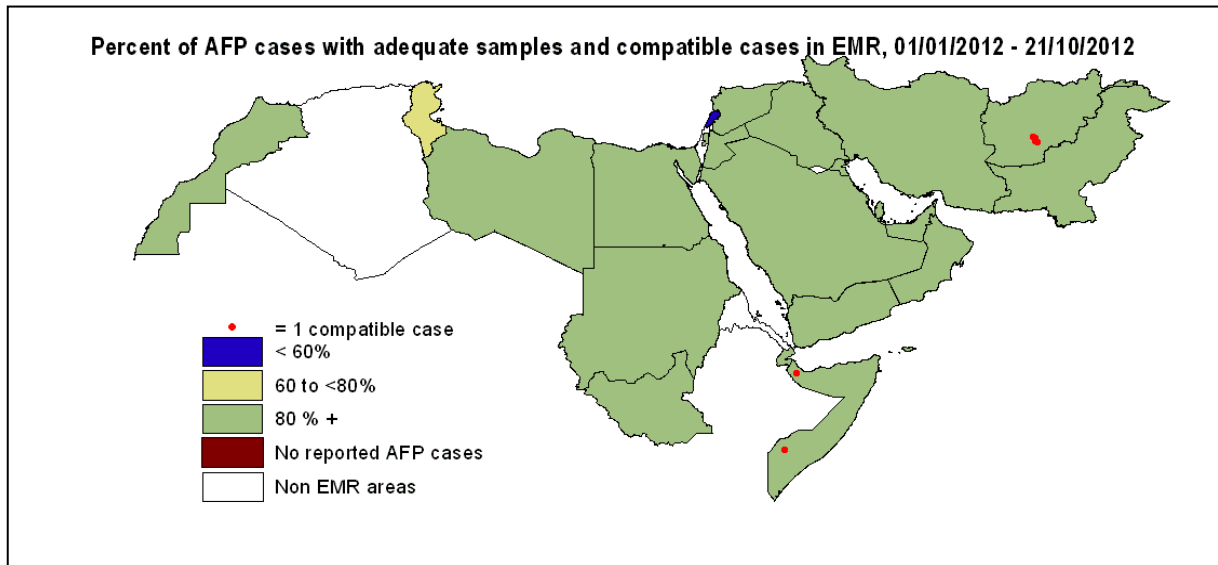 Percent of AFP cases with adequate samples and compatible cases in EMR, 01/01/2012 - 21/10/2012
= 1 compatible case
< 60%
60 to <80%
80 % +
No reported AFP cases
Non EMR areas